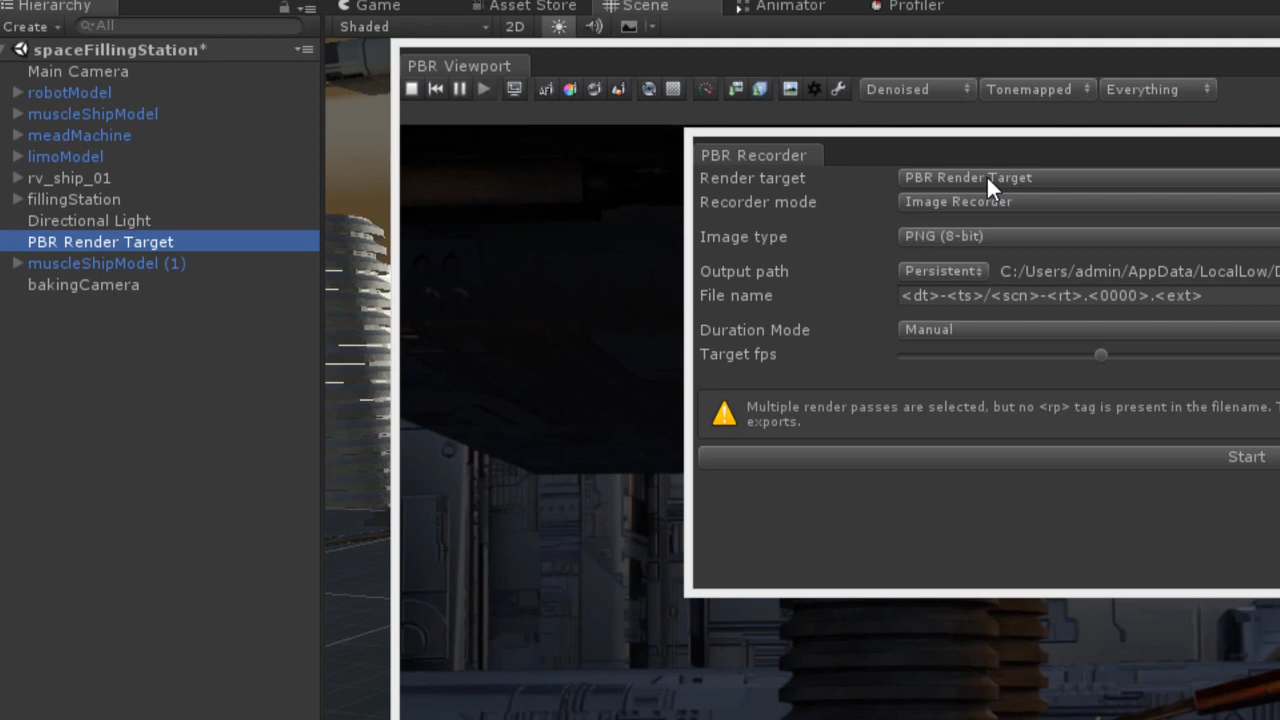 Hierarchy
Game
Asset Store
Scene
Animator
Profiler
Create
All
Shaded
2D
spaceFillingStation*
Main Camera
robotModel
muscleShipModel
meadMachine
limoModel
rv_ship_01
fillingStation
Directional Light
PBR Render Target
muscleShipModel (1)
bakingCamera
PBR Viewport
Denoised
Tonemapped
Everything
PBR Recorder
Render target
PBR Render Target
Recorder mode
Image Recorder
Image type
PNG (8-bit)
Output path
Persistent
C:/Users/admin/AppData/LocalLow/
File name
<dt>-<ts>/<scn>-<rt>.<0000>.<ext>
Duration Mode
Manual
Target fps
Multiple render passes are selected, but no <rp> tag is present in the filename.
exports.
Start